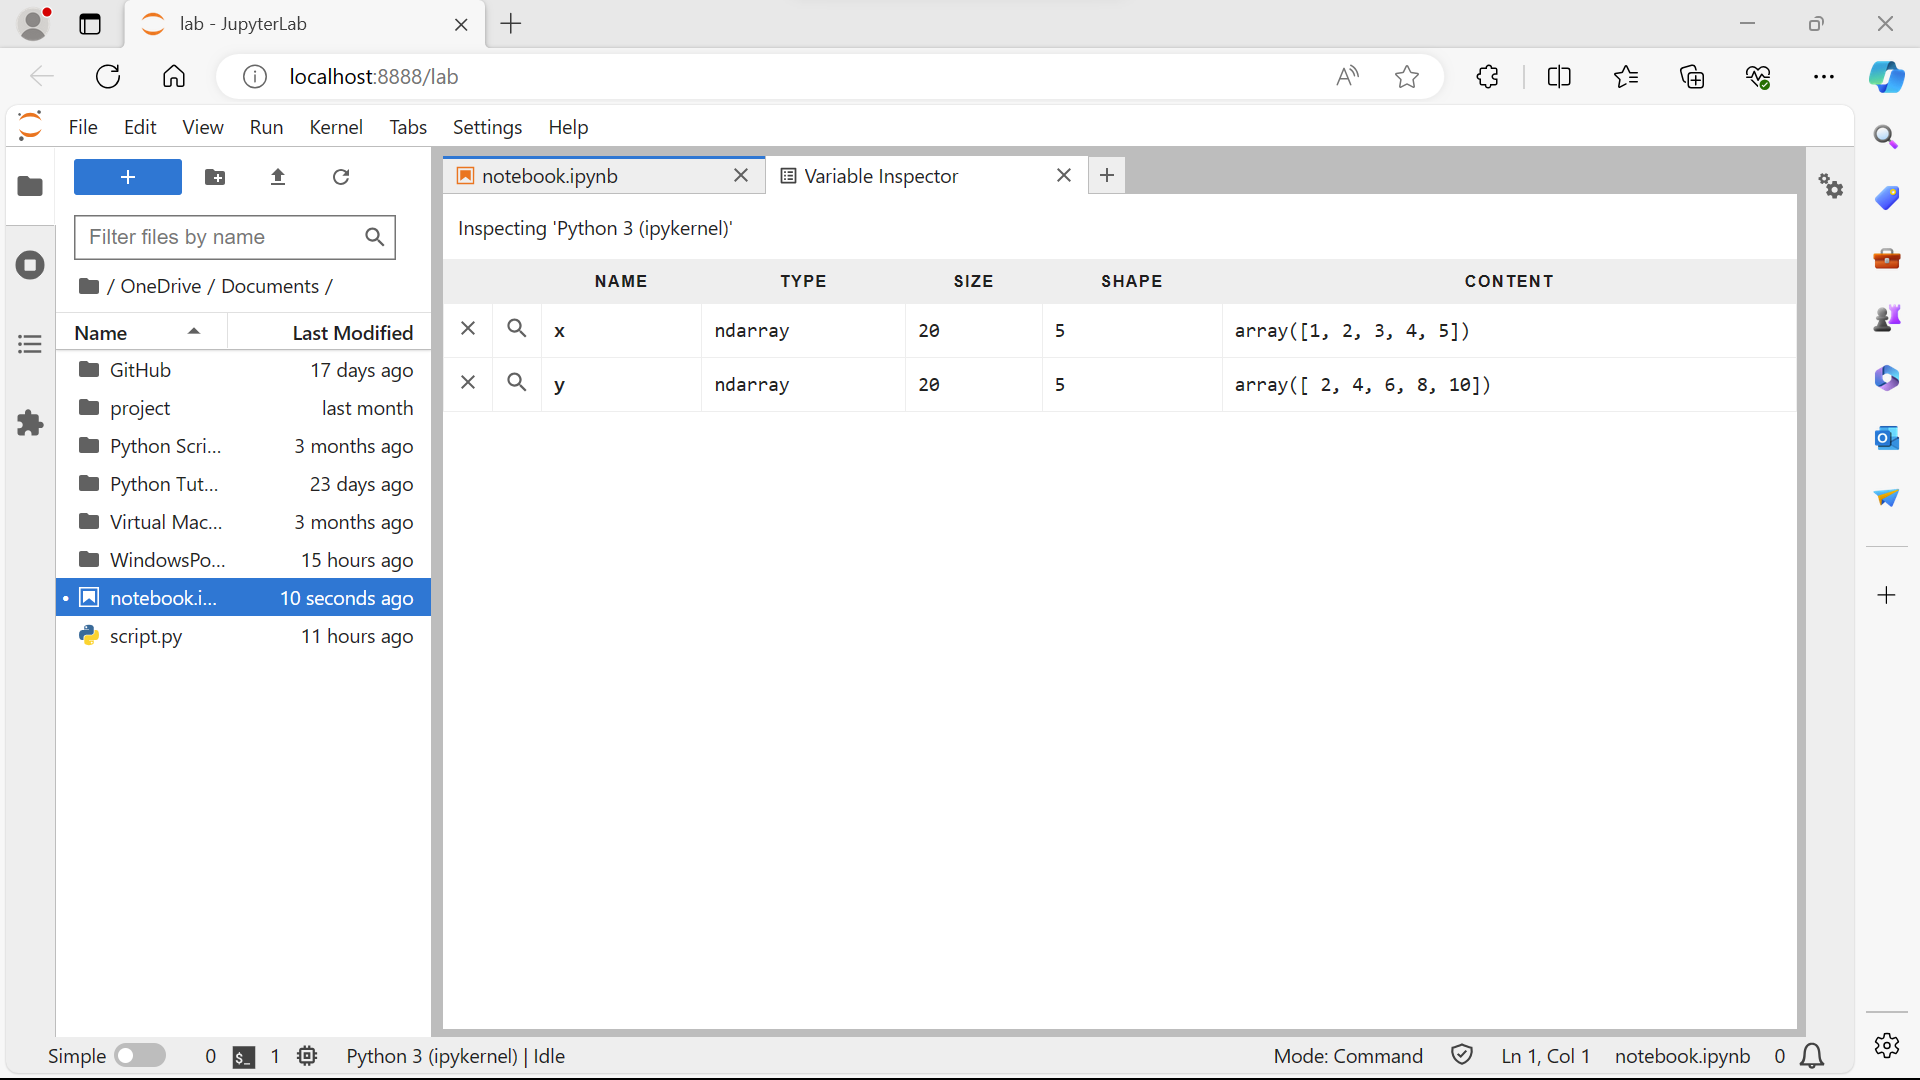 lab - JupyterLab
localhost:8888/lab
File Edit View Run Kernel Tabs Settings Help
notebook.ipynb
Variable Inspector
Filter files by name
/ OneDrive / Documents /
Name Last Modified
GitHub 17 days ago
project last month
Python Scri... 3 months ago
Python Tut... 23 days ago
Virtual Mac... 3 months ago
WindowsPo... 15 hours ago
notebook.i... 10 seconds ago
script.py 11 hours ago
Inspecting 'Python 3 (ipykernel)'
NAME TYPE SIZE SHAPE CONTENT
x ndarray 20 5 array([1, 2, 3, 4, 5])
y ndarray 20 5 array([ 2, 4, 6, 8, 10])
Simple 0 $_ 1 Python 3 (ipykernel) | Idle Mode: Command Ln 1, Col 1 notebook.ipynb 0